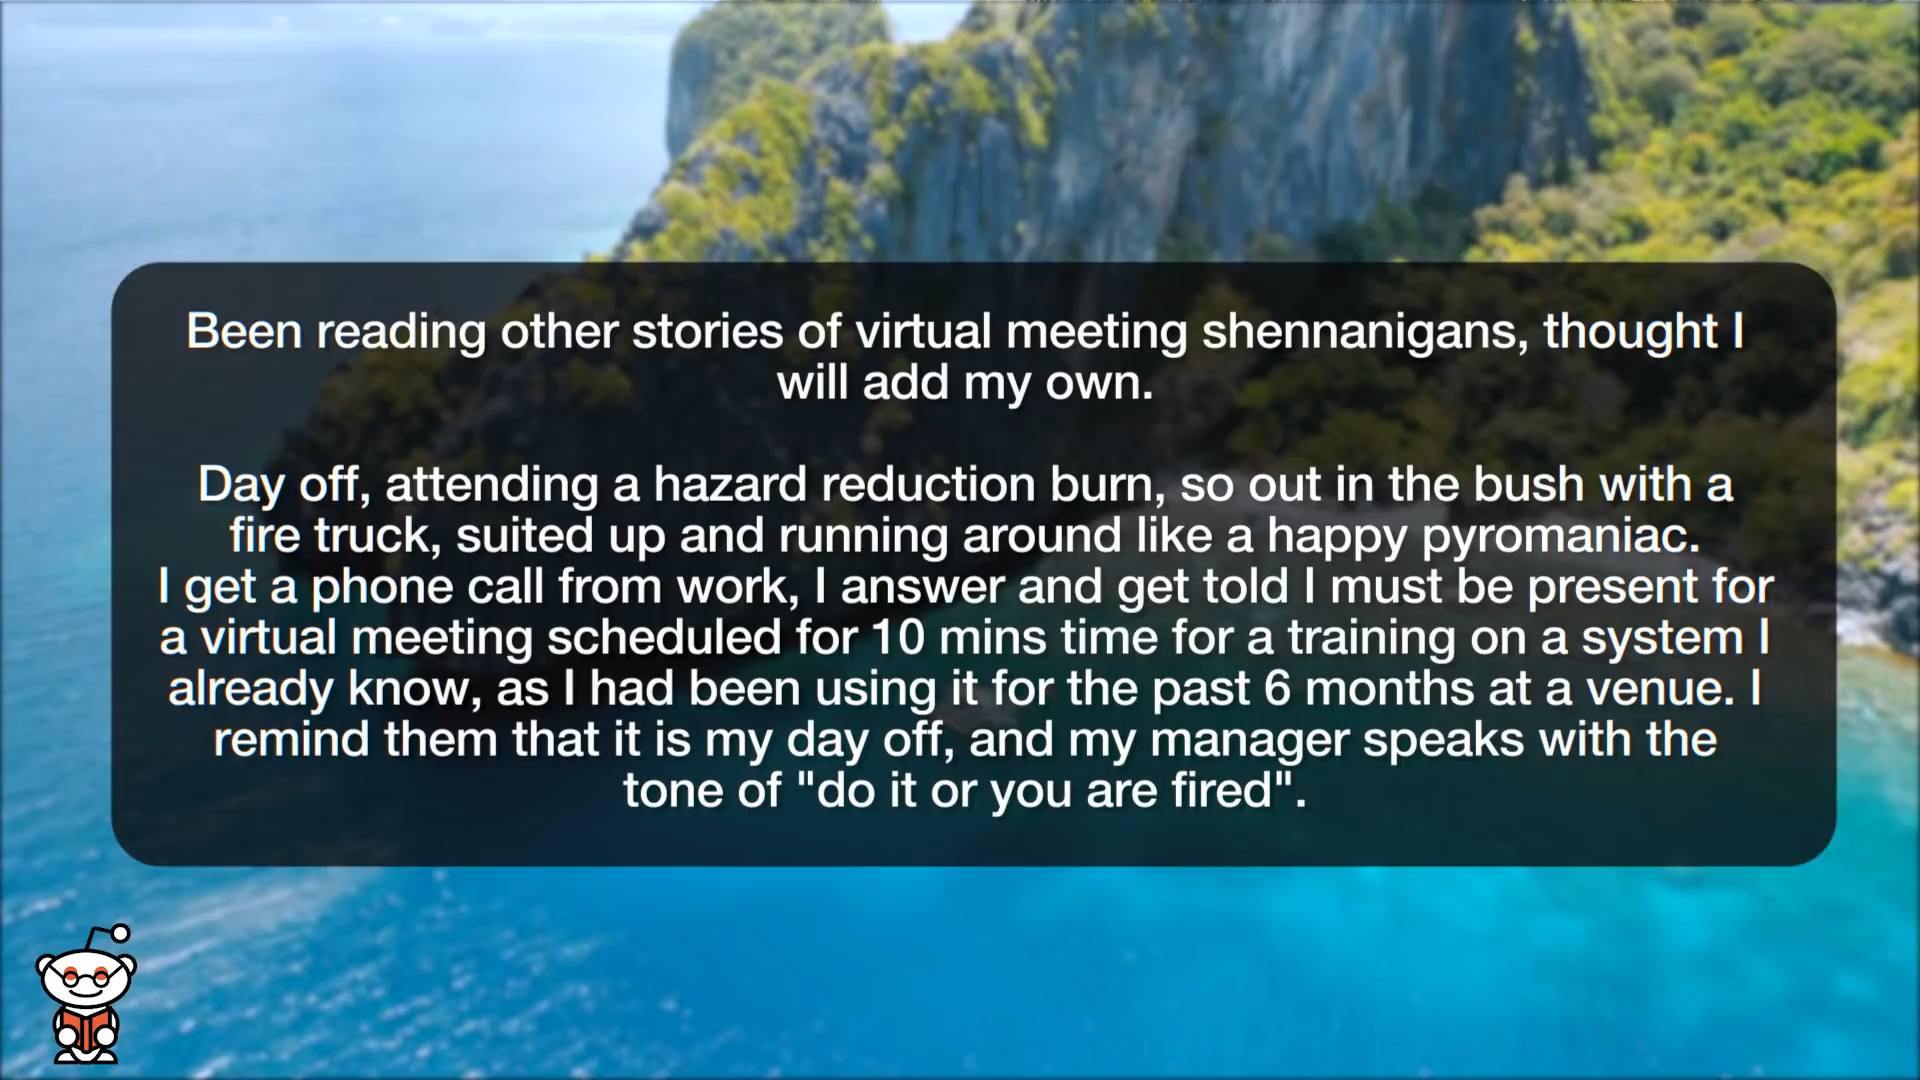 Been reading other stories of virtual meeting shennanigans, thought I
will add my own.
Day off, attending a hazard reduction burn, so out in the bush with a
fire truck, suited up and running around like a happy pyromaniac.
I get a phone call from work, I answer and get told I must be present for
a virtual meeting scheduled for 10 mins time for a training on a system I
already know, as I had been using it for the past 6 months at a venue. I
remind them that it is my day off, and my manager speaks with the
tone of "do it or you are fired".